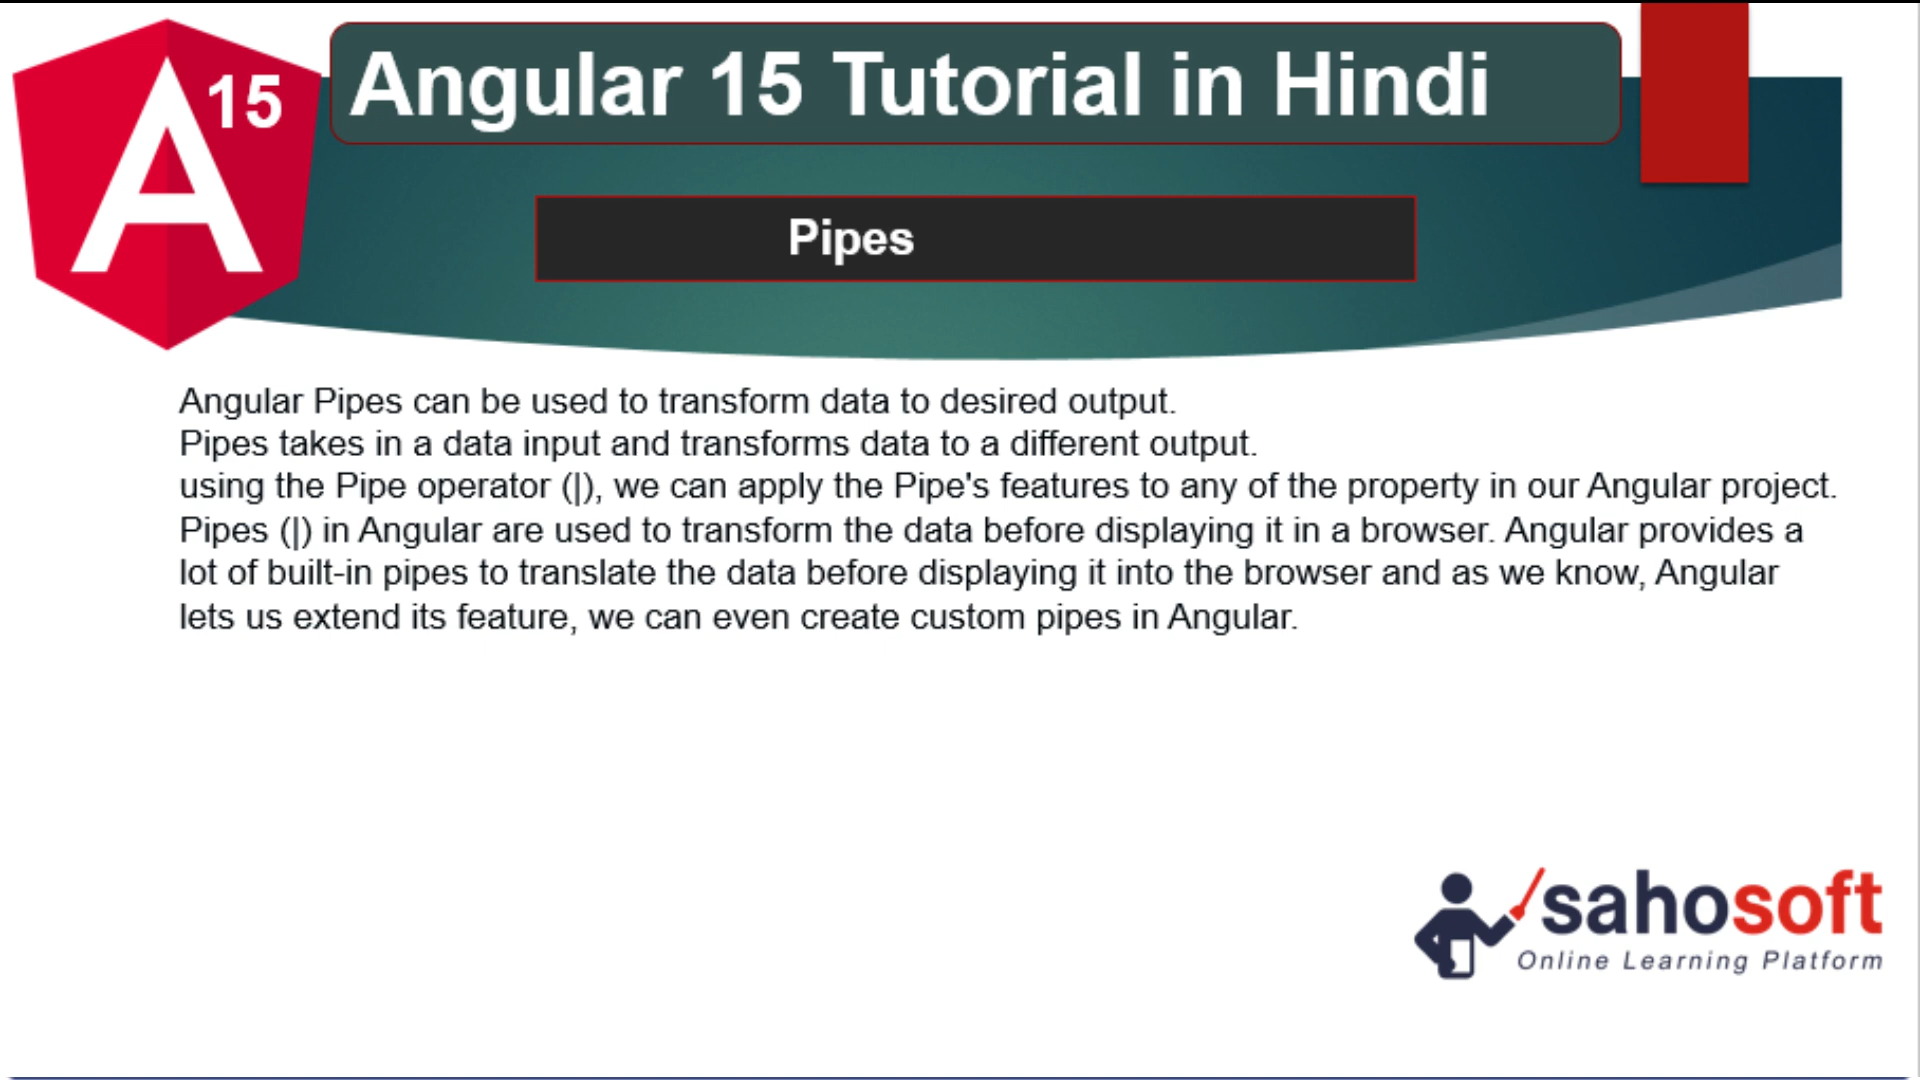 15
Angular 15 Tutorial in Hindi
Pipes
Angular Pipes can be used to transform data to desired output.
Pipes takes in a data input and transforms data to a different output.
using the Pipe operator (|), we can apply the Pipe's features to any of the property in our Angular project.
Pipes (|) in Angular are used to transform the data before displaying it in a browser. Angular provides a
lot of built-in pipes to translate the data before displaying it into the browser and as we know, Angular
lets us extend its feature, we can even create custom pipes in Angular.
sahosoft
Online Learning Platform